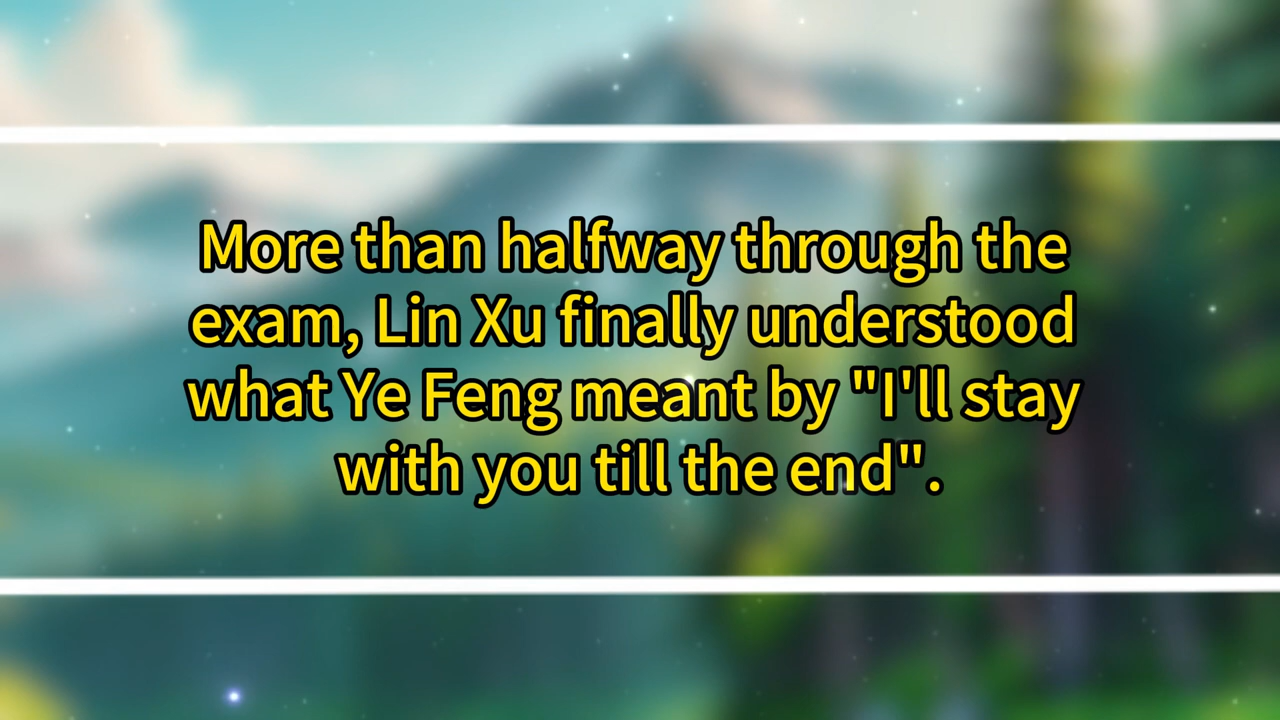 More than halfway through the
exam, Lin Xu finally understood
what Ye Feng meant by "I'll stay
with you till the end".